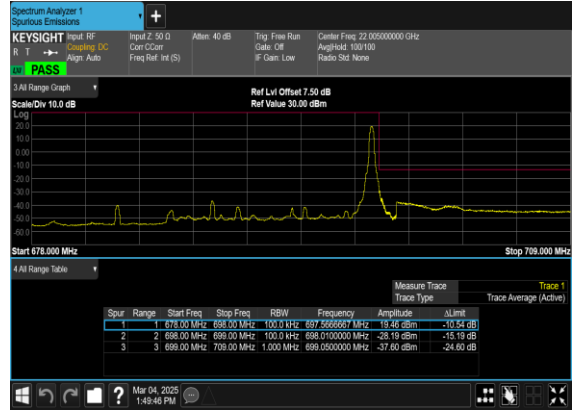 Spectrum Analyzer 1
Spurious Emissions
+
KEYSIGHT Input: RF Input Z: 50 Ω Atten: 40 dB Trig: Free Run Center Freq: 22.005000000 GHz
R T Coupling: DC Corr CCorr Gate: Off Avg|Hold: 100/100
Align: Auto Freq Ref: Int (S) IF Gain: Low Radio Std: None
PASS
3 All Range Graph
Ref Lvl Offset 7.50 dB
Scale/Div 10.0 dB Ref Value 30.00 dBm
Log
20.0
10.0
0.00
-10.0
-20.0
-30.0
-40.0
-50.0
-60.0
Start 678.000 MHz Stop 709.000 MHz
4 All Range Table
Measure Trace Trace 1
Trace Type Trace Average (Active)
Spur Range Start Freq Stop Freq RBW Frequency Amplitude ΔLimit
1 1 678.00 MHz 698.00 MHz 100.0 kHz 697.5666667 MHz 19.46 dBm -10.54 dB
2 2 698.00 MHz 699.00 MHz 100.0 kHz 698.0100000 MHz -28.19 dBm -15.19 dB
3 3 699.00 MHz 709.00 MHz 1.000 MHz 699.0500000 MHz -37.60 dBm -24.60 dB
? Mar 04, 2025
1:49:46 PM